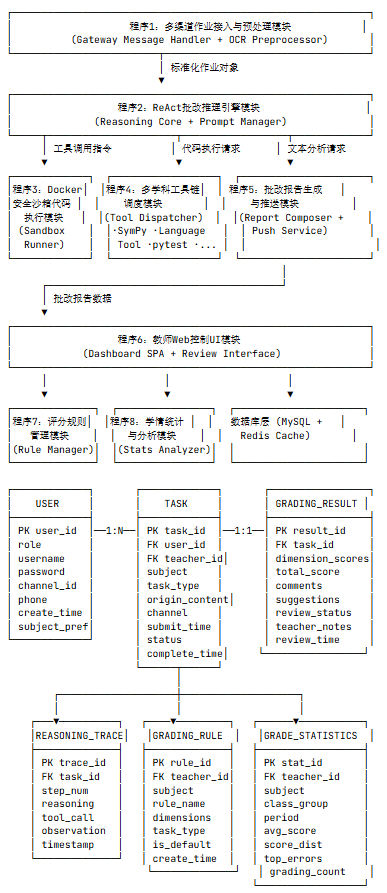 程序1: 多渠道作业接入与预处理模块
(Gateway Message Handler + OCR Preprocessor)
标准化作业对象
程序2: ReAct批改推理引擎模块
(Reasoning Core + Prompt Manager)
工具调用指令 代码执行请求 文本分析请求
程序3: Docker 程序4: 多学科工具链 程序5: 批改报告生成
安全沙箱代码 调度模块 与推送模块
执行模块 (Tool Dispatcher) (Report Composer +
(Sandbox ·SymPy ·Language Push Service)
Runner) Tool ·pytest ·...
批改报告数据
程序6: 教师Web控制UI模块
(Dashboard SPA + Review Interface)
程序7: 评分规则 程序8: 学情统计 数据库层 (MySQL +
管理模块 与分析模块 Redis Cache)
(Rule Manager) (Stats Analyzer)
USER TASK GRADING_RESULT
PK user_id 1:N PK task_id 1:1 PK result_id
role FK user_id FK task_id
username FK teacher_id dimension_scores
password subject total_score
channel_id task_type comments
phone origin_content suggestions
create_time channel review_status
subject_pref submit_time teacher_notes
status review_time
complete_time
REASONING_TRACE GRADING_RULE GRADE_STATISTICS
PK trace_id PK rule_id PK stat_id
FK task_id FK teacher_id FK teacher_id
step_num subject subject
reasoning rule_name class_group
tool_call dimensions period
observation task_type avg_score
timestamp is_default score_dist
create_time top_errors
grading_count